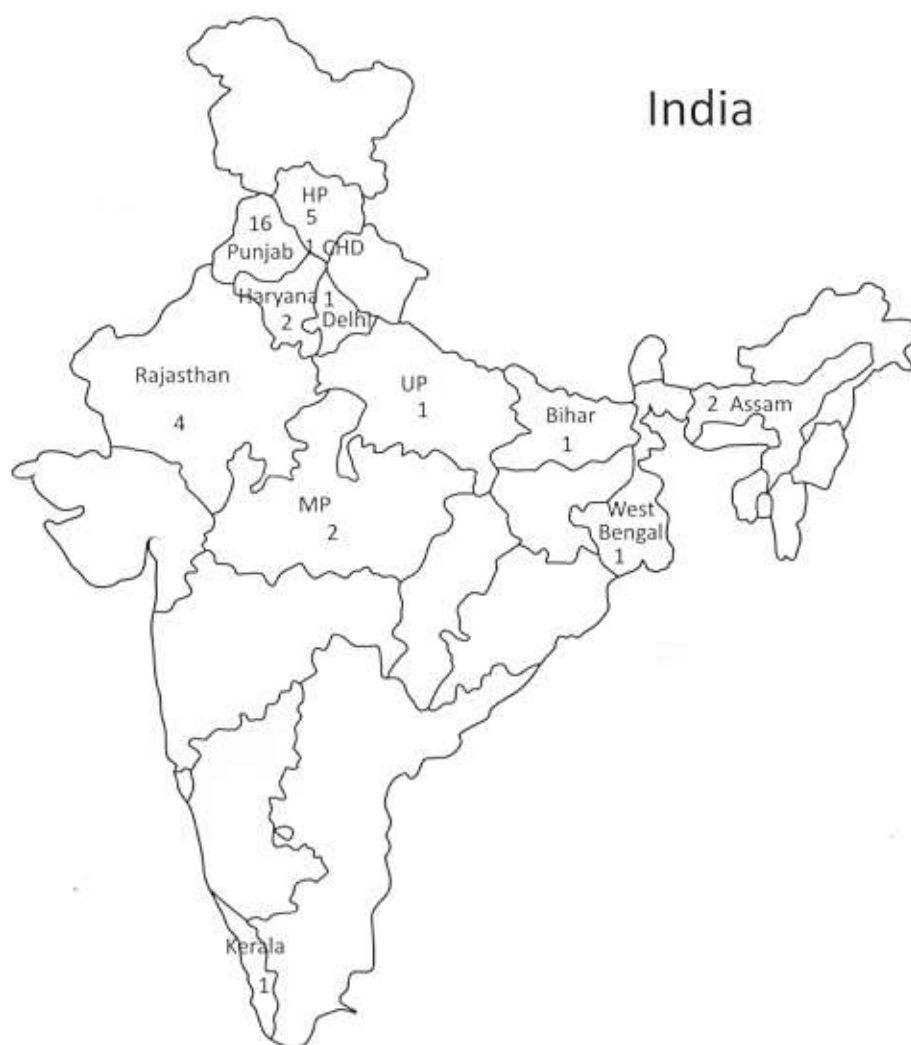 India
HP
5
16
Punjab
1 CHD
Haryana
2
1
Delhi
Rajasthan
4
UP
1
Bihar
1
2 Assam
MP
2
West
Bengal
1
Kerala
1